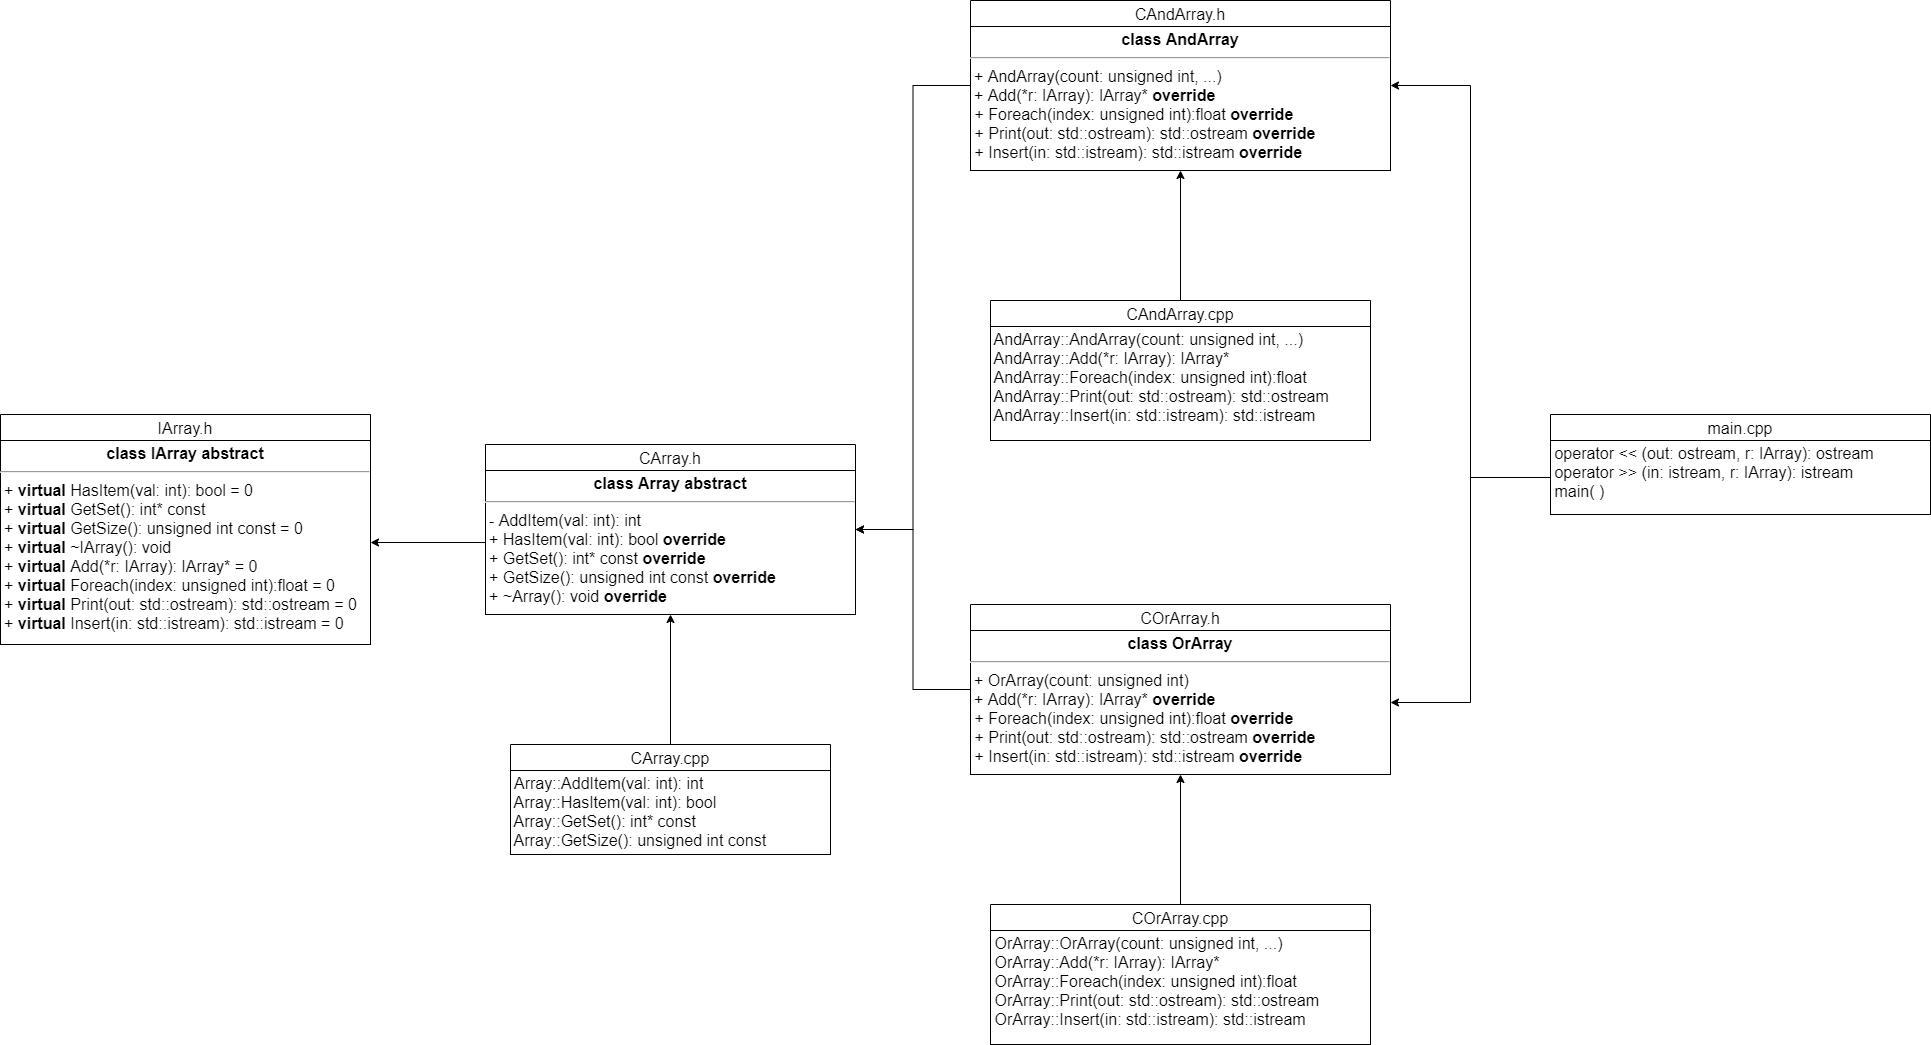 CAndArray.h
class AndArray
+ AndArray(count: unsigned int, ...)
+ Add(*r: IArray): IArray* override
+ Foreach(index: unsigned int):float override
+ Print(out: std::ostream): std::ostream override
+ Insert(in: std::istream): std::istream override
CAndArray.cpp
AndArray::AndArray(count: unsigned int, ...)
AndArray::Add(*r: IArray): IArray*
AndArray::Foreach(index: unsigned int):float
AndArray::Print(out: std::ostream): std::ostream
AndArray::Insert(in: std::istream): std::istream
IArray.h
class IArray abstract
+ virtual HasItem(val: int): bool = 0
+ virtual GetSet(): int* const
+ virtual GetSize(): unsigned int const = 0
+ virtual ~IArray(): void
+ virtual Add(*r: IArray): IArray* = 0
+ virtual Foreach(index: unsigned int):float = 0
+ virtual Print(out: std::ostream): std::ostream = 0
+ virtual Insert(in: std::istream): std::istream = 0
CArray.h
class Array abstract
- AddItem(val: int): int
+ HasItem(val: int): bool override
+ GetSet(): int* const override
+ GetSize(): unsigned int const override
+ ~Array(): void override
main.cpp
operator << (out: ostream, r: IArray): ostream
operator >> (in: istream, r: IArray): istream
main( )
COrArray.h
class OrArray
+ OrArray(count: unsigned int)
+ Add(*r: IArray): IArray* override
+ Foreach(index: unsigned int):float override
+ Print(out: std::ostream): std::ostream override
+ Insert(in: std::istream): std::istream override
CArray.cpp
Array::AddItem(val: int): int
Array::HasItem(val: int): bool
Array::GetSet(): int* const
Array::GetSize(): unsigned int const
COrArray.cpp
OrArray::OrArray(count: unsigned int, ...)
OrArray::Add(*r: IArray): IArray*
OrArray::Foreach(index: unsigned int):float
OrArray::Print(out: std::ostream): std::ostream
OrArray::Insert(in: std::istream): std::istream